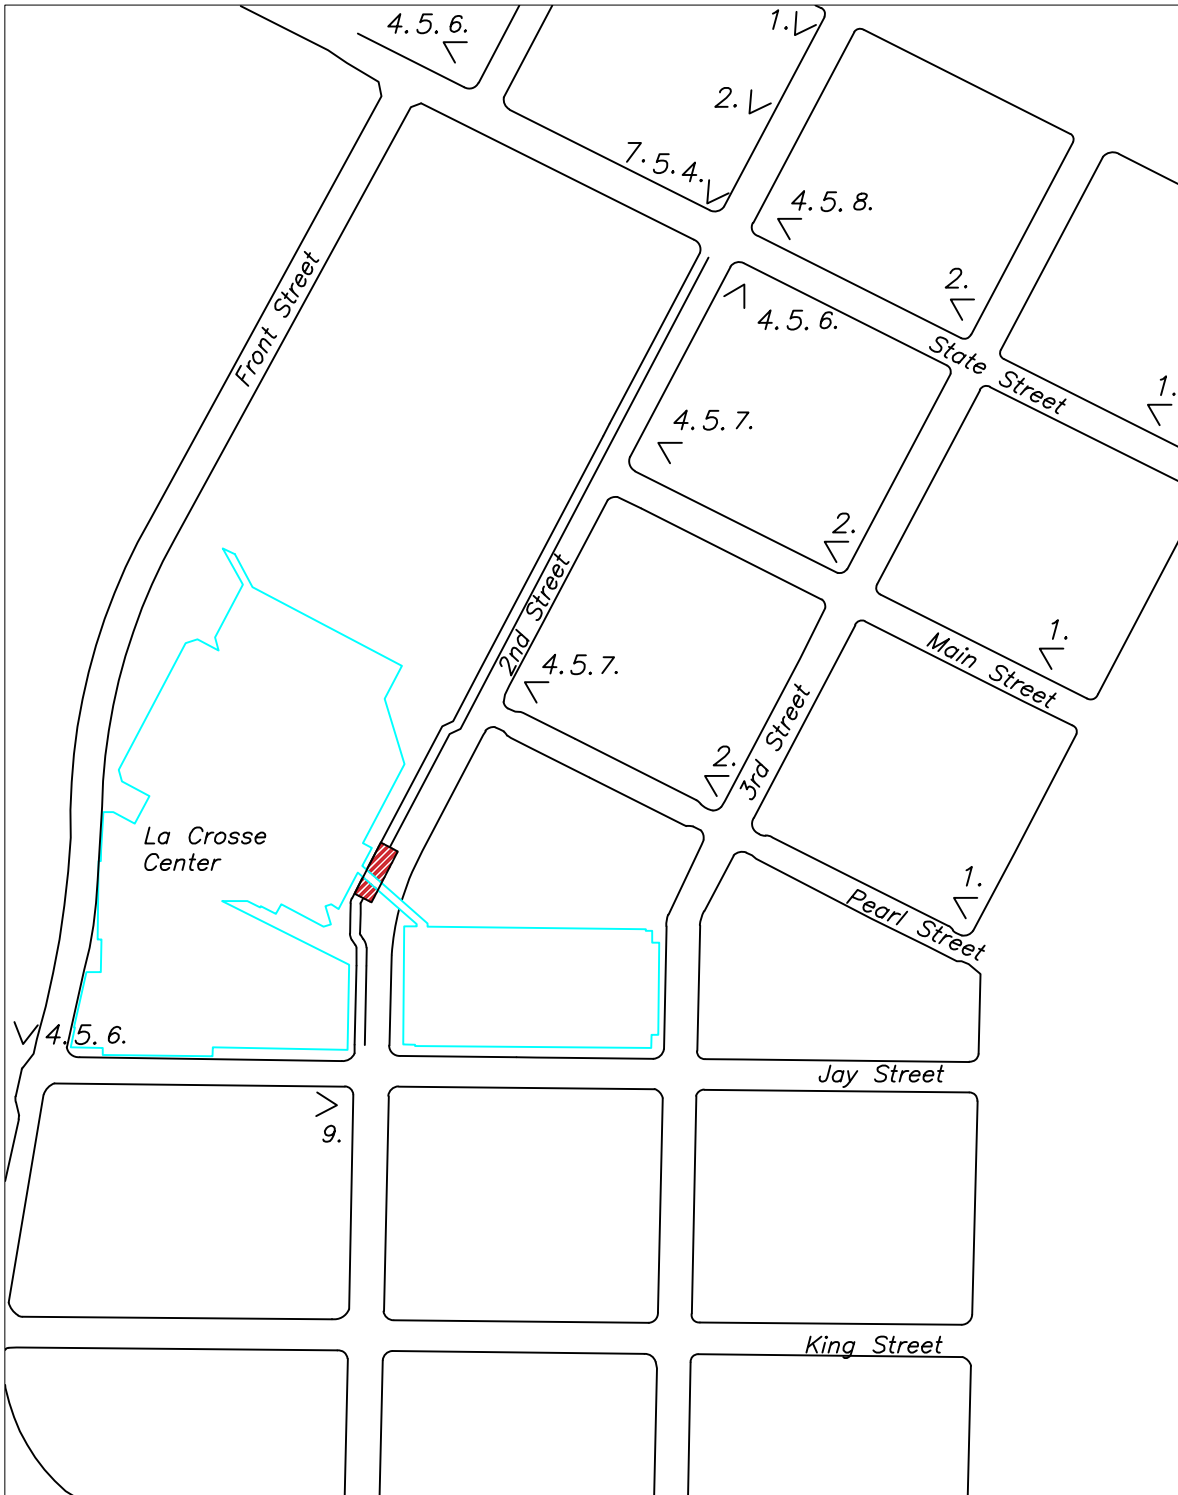 4.5.6.
1.
2.
7.5.4.
4.5.8.
Front Street
2.
4.5.6.
State Street
1.
4.5.7.
2.
2nd Street
1.
Main Street
4.5.7.
3rd Street
2.
La Crosse
Center
1.
Pearl Street
4.5.6.
Jay Street
9.
King Street